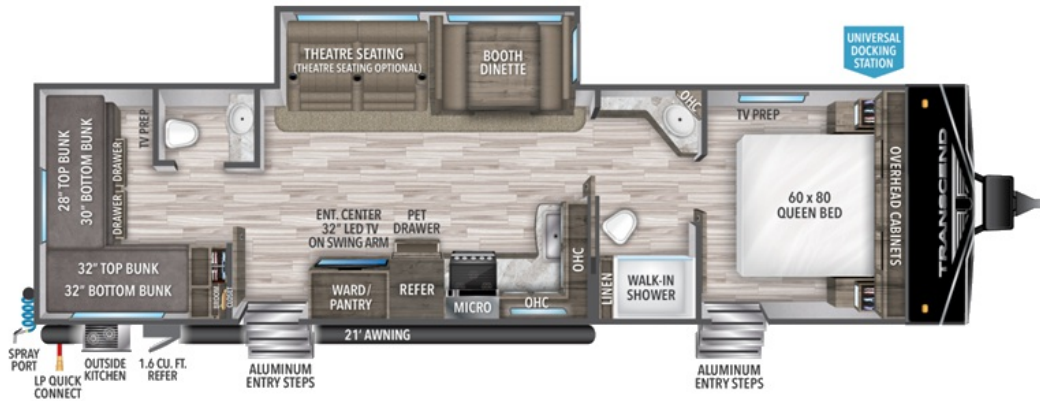 UNIVERSAL
DOCKING
STATION
THEATRE SEATING
(THEATRE SEATING OPTIONAL)
BOOTH
DINETTE
OHC
TV PREP
TV PREP
28" TOP BUNK
30" BOTTOM BUNK
DRAWER
DRAWER
60 x 80
QUEEN BED
OVERHEAD CABINETS
TRANSCEND
ENT. CENTER
32" LED TV
ON SWING ARM
PET
DRAWER
OHC
32" TOP BUNK
32" BOTTOM BUNK
WARD/
PANTRY
REFER
MICRO
OHC
LINEN
WALK-IN
SHOWER
21' AWNING
SPRAY
PORT
LP QUICK
CONNECT
OUTSIDE
KITCHEN
1.6 CU. FT.
REFER
ALUMINUM
ENTRY STEPS
ALUMINUM
ENTRY STEPS